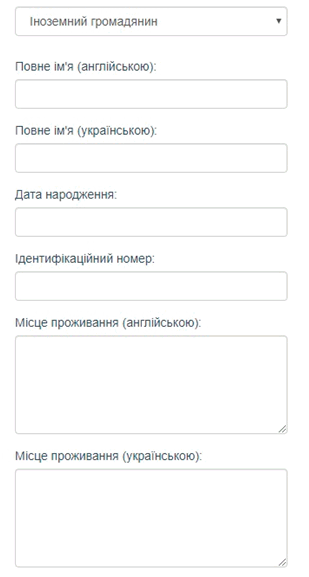 Іноземний громадянин
Повне ім'я (англійською):
Повне ім'я (українською):
Дата народження:
Ідентифікаційний номер:
Місце проживання (англійською):
Місце проживання (українською):